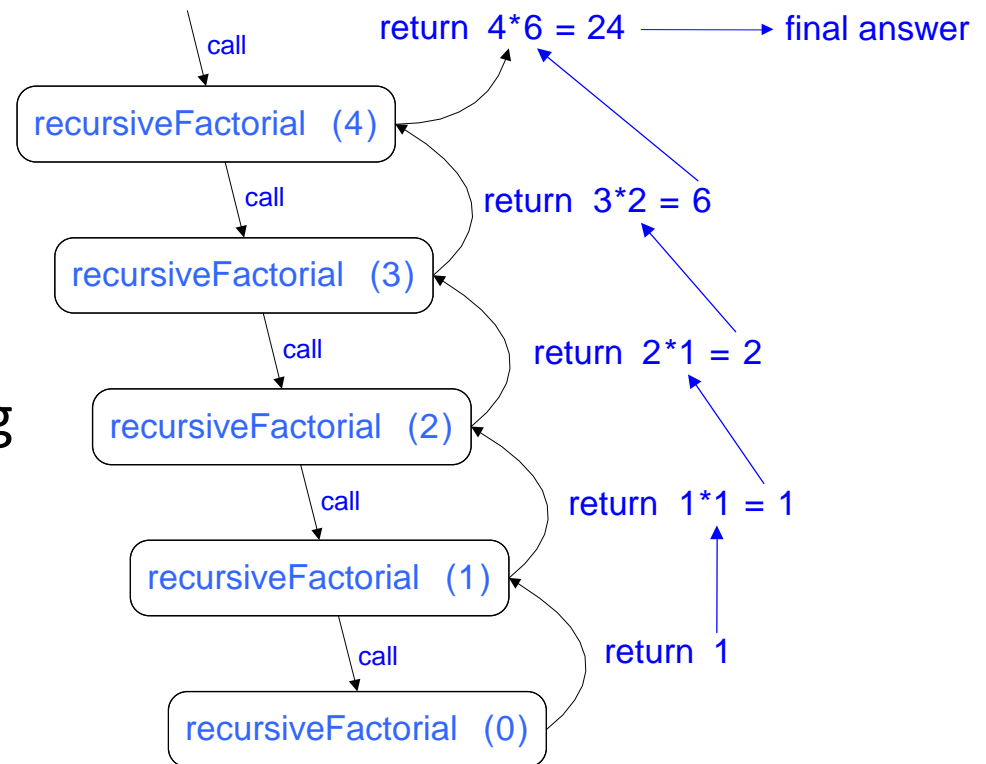 return 4*6 = 24
final answer
call
recursiveFactorial (4)
call
return 3*2 = 6
recursiveFactorial (3)
call
return 2*1 = 2
g
recursiveFactorial (2)
call
return 1*1 = 1
recursiveFactorial (1)
call
return 1
recursiveFactorial (0)